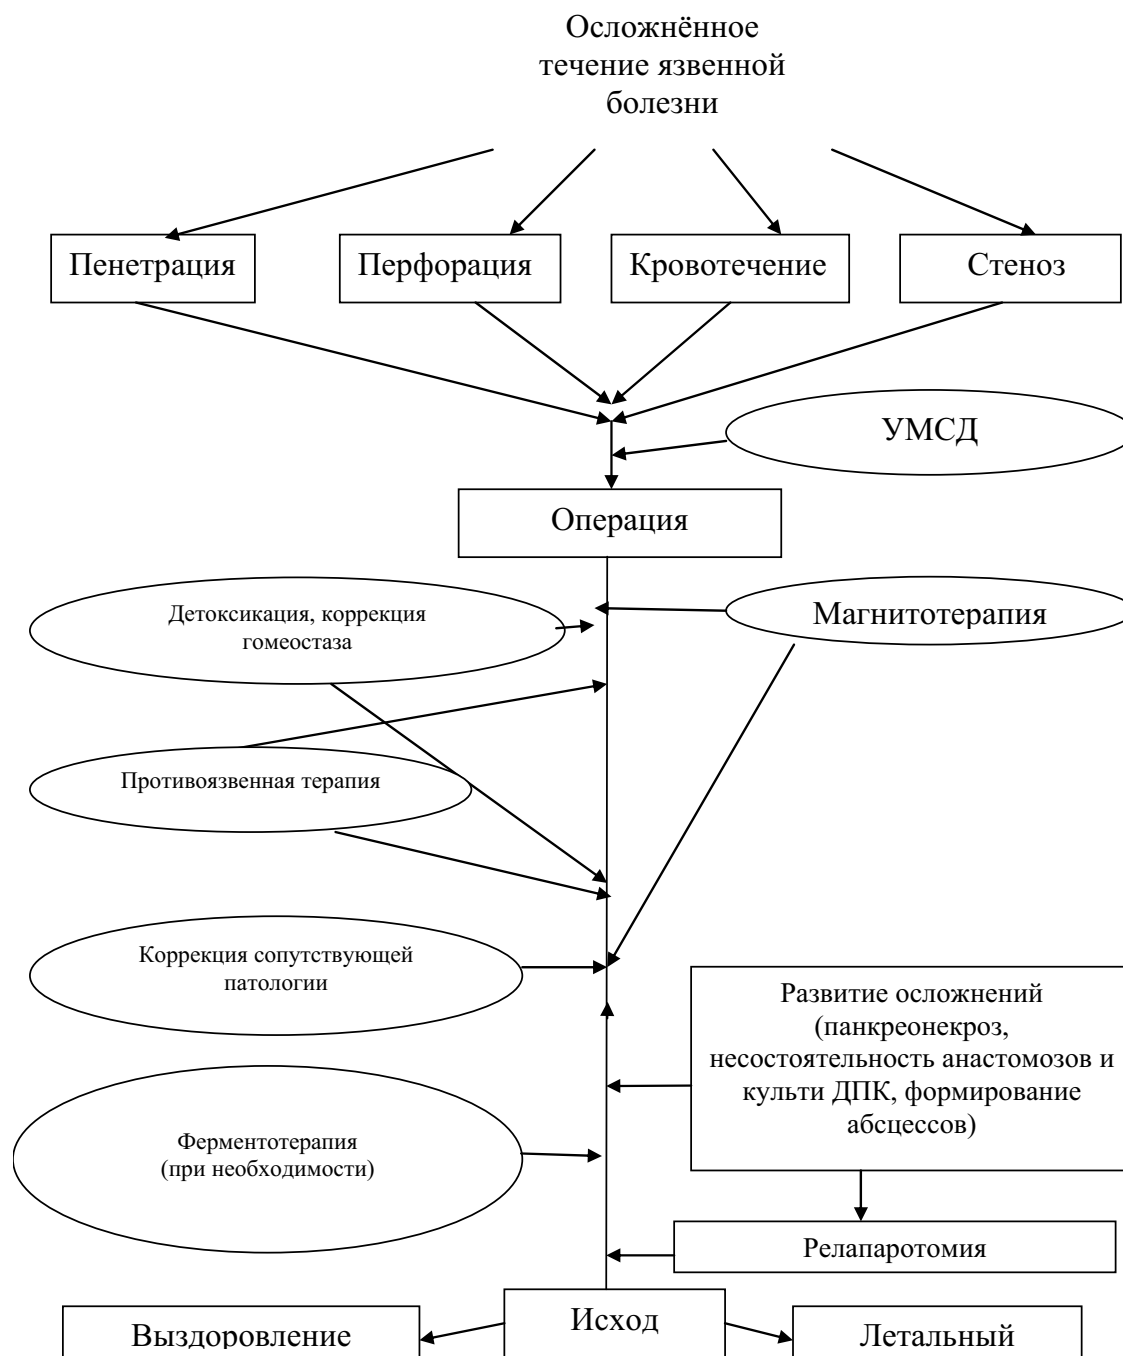 Осложнённое
течение язвенной
болезни
Пенетрация
Перфорация
Кровотечение
Стеноз
УМСД
Операция
Детоксикация, коррекция
гомеостаза
Магнитотерапия
Противоязвенная терапия
Коррекция сопутствующей
патологии
Развитие осложнений
(панкреонекроз,
несостоятельность анастомозов и
культи ДПК, формирование
абсцессов)
Ферментотерапия
(при необходимости)
Релапаротомия
Исход
Выздоровление
Летальный